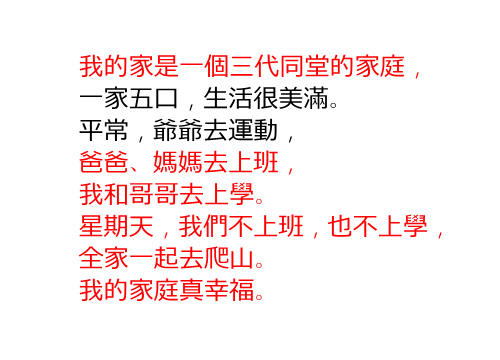 我的家是一個三代同堂的家庭，
一家五口，生活很美滿。
平常，爺爺去運動，
爸爸、媽媽去上班，
我和哥哥去上學。
星期天，我們不上班，也不上學，
全家一起去爬山。
我的家庭真幸福。